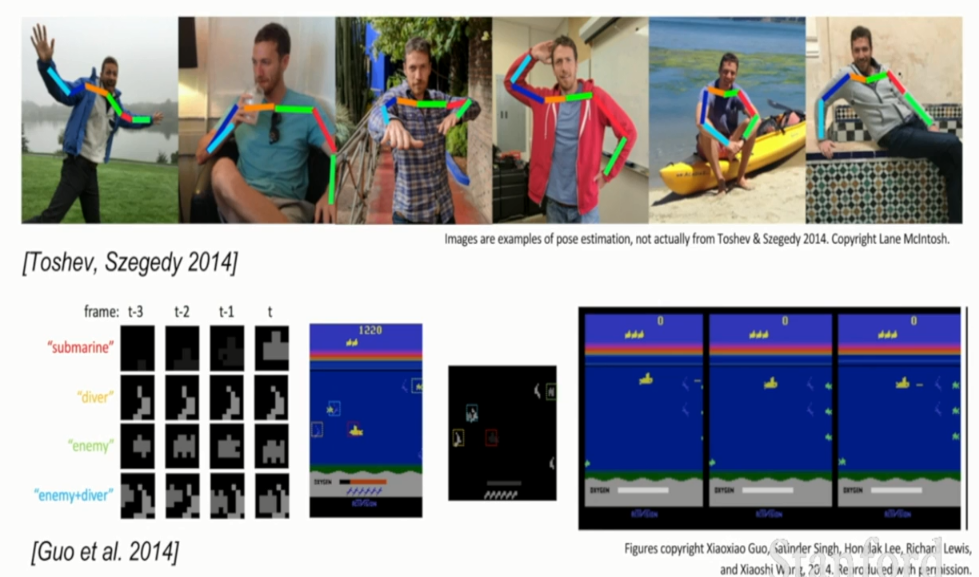 Images are examples of pose estimation, not actually from Toshev & Szegedy 2014. Copyright Lane McIntosh.
[Toshev, Szegedy 2014]
frame: t-3 t-2 t-1 t
"submarine"
"diver"
"enemy"
"enemy+diver"
1220
OXYGEN
0 0 0
OXYGEN OXYGEN OXYGEN
[Guo et al. 2014]
Figures copyright Xiaoxiao Guo, Satinder Singh, Honglak Lee, Richard Lewis,
and Xiaoshi Wang, 2014. Reproduced with permission.
Stanford